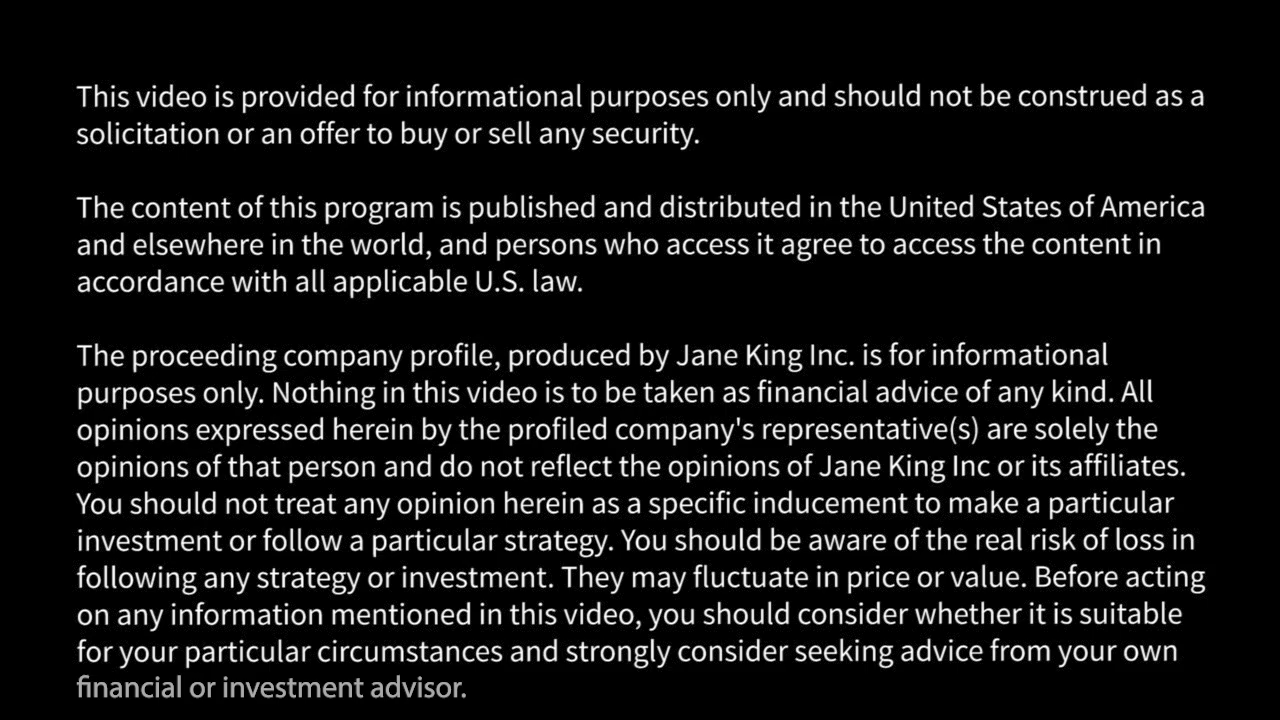 This video is provided for informational purposes only and should not be construed as a
solicitation or an offer to buy or sell any security.
The content of this program is published and distributed in the United States of America
and elsewhere in the world, and persons who access it agree to access the content in
accordance with all applicable U.S. law.
The proceeding company profile, produced by Jane King Inc. is for informational
purposes only. Nothing in this video is to be taken as financial advice of any kind. All
opinions expressed herein by the profiled company's representative(s) are solely the
opinions of that person and do not reflect the opinions of Jane King Inc or its affiliates.
You should not treat any opinion herein as a specific inducement to make a particular
investment or follow a particular strategy. You should be aware of the real risk of loss in
following any strategy or investment. They may fluctuate in price or value. Before acting
on any information mentioned in this video, you should consider whether it is suitable
for your particular circumstances and strongly consider seeking advice from your own
financial or investment advisor.